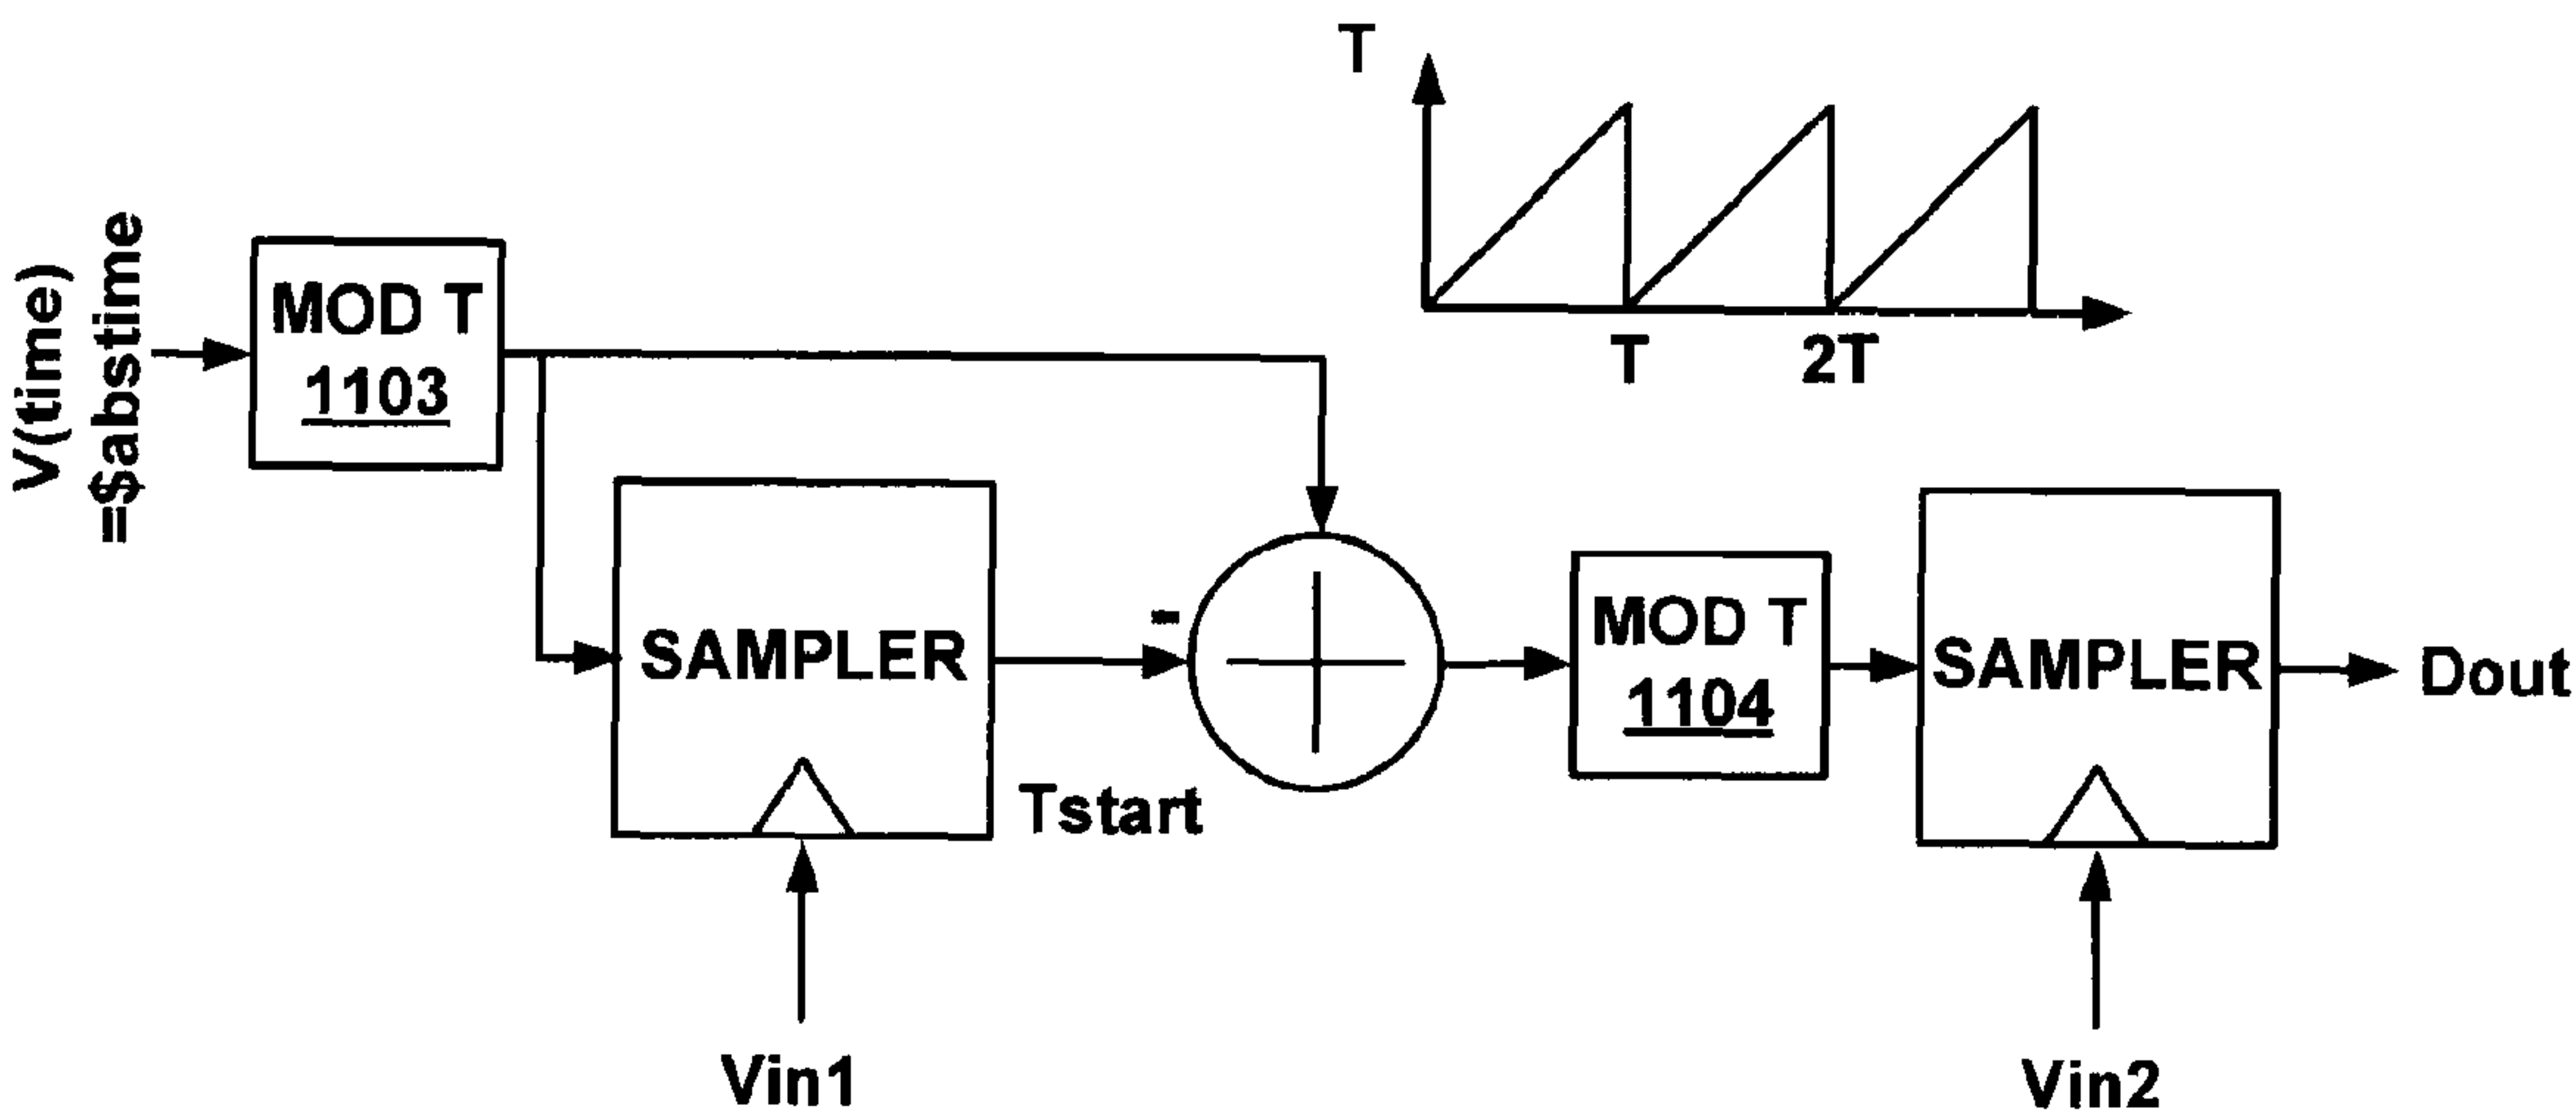 T
T
2T
V(time)
=$abstime
MOD T
1103
SAMPLER
-
Tstart
MOD T
1104
SAMPLER
Dout
Vin1
Vin2